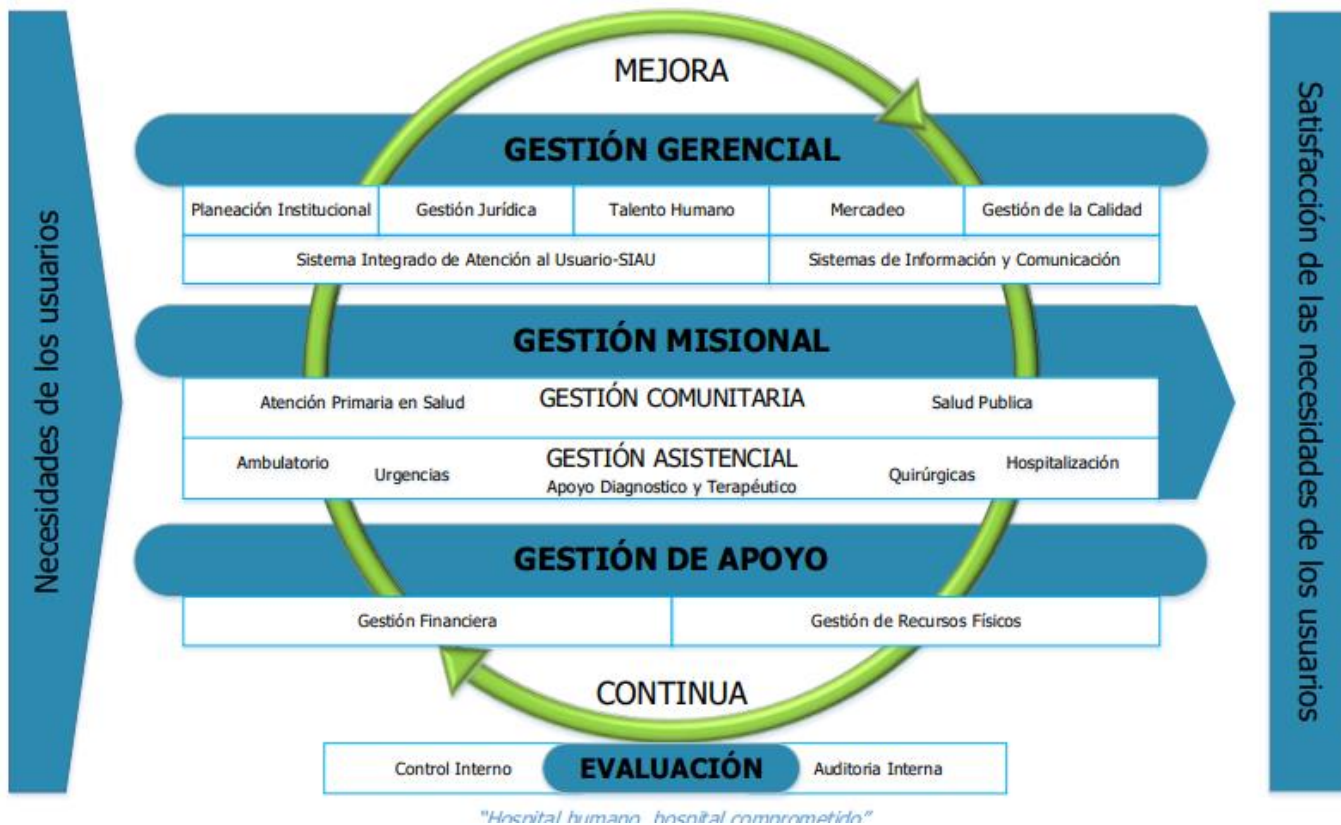 Necesidades de los usuarios
MEJORA
GESTIÓN GERENCIAL
Planeación Institucional
Gestión Jurídica
Talento Humano
Mercadeo
Gestión de la Calidad
Sistema Integrado de Atención al Usuario-SIAU
Sistemas de Información y Comunicación
GESTIÓN MISIONAL
Atención Primaria en Salud
GESTIÓN COMUNITARIA
Salud Publica
Ambulatorio
Urgencias
GESTIÓN ASISTENCIAL
Apoyo Diagnostico y Terapéutico
Quirúrgicas
Hospitalización
GESTIÓN DE APOYO
Gestión Financiera
Gestión de Recursos Físicos
CONTINUA
Control Interno
EVALUACIÓN
Auditoria Interna
"Hospital humano, hospital comprometido"
Satisfacción de las necesidades de los usuarios